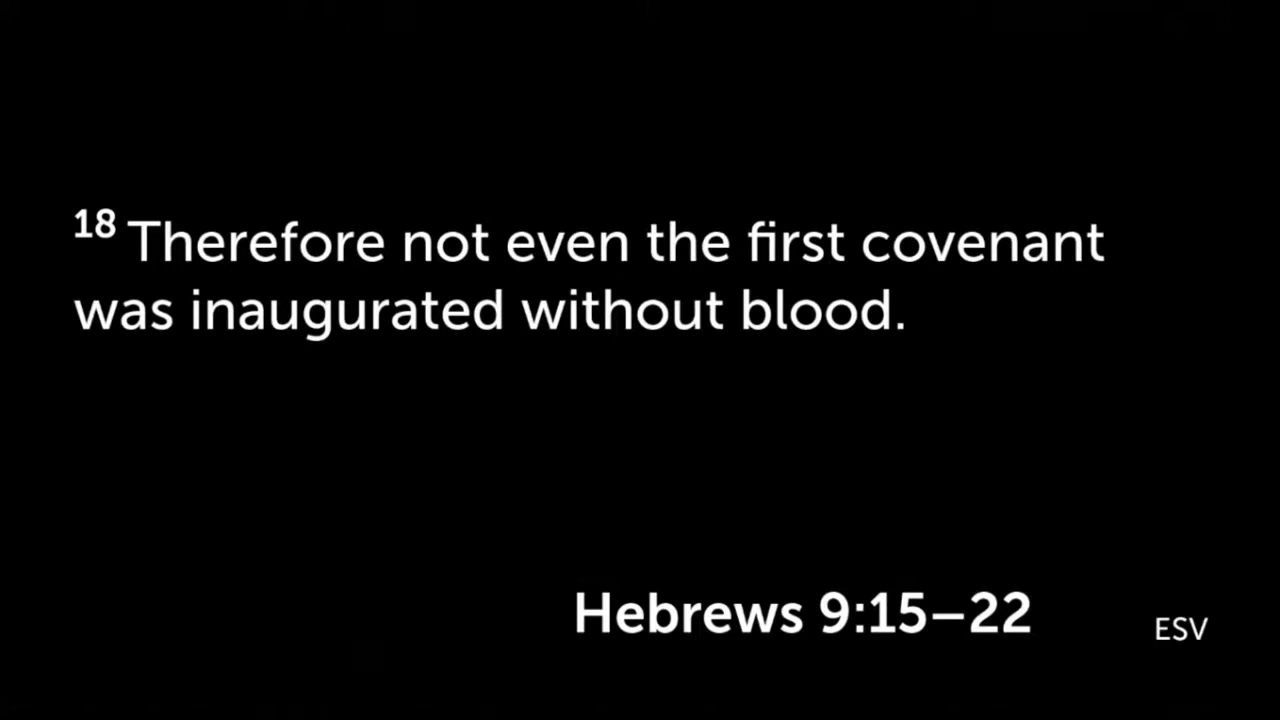 18 Therefore not even the first covenant
was inaugurated without blood.
Hebrews 9:15–22
ESV